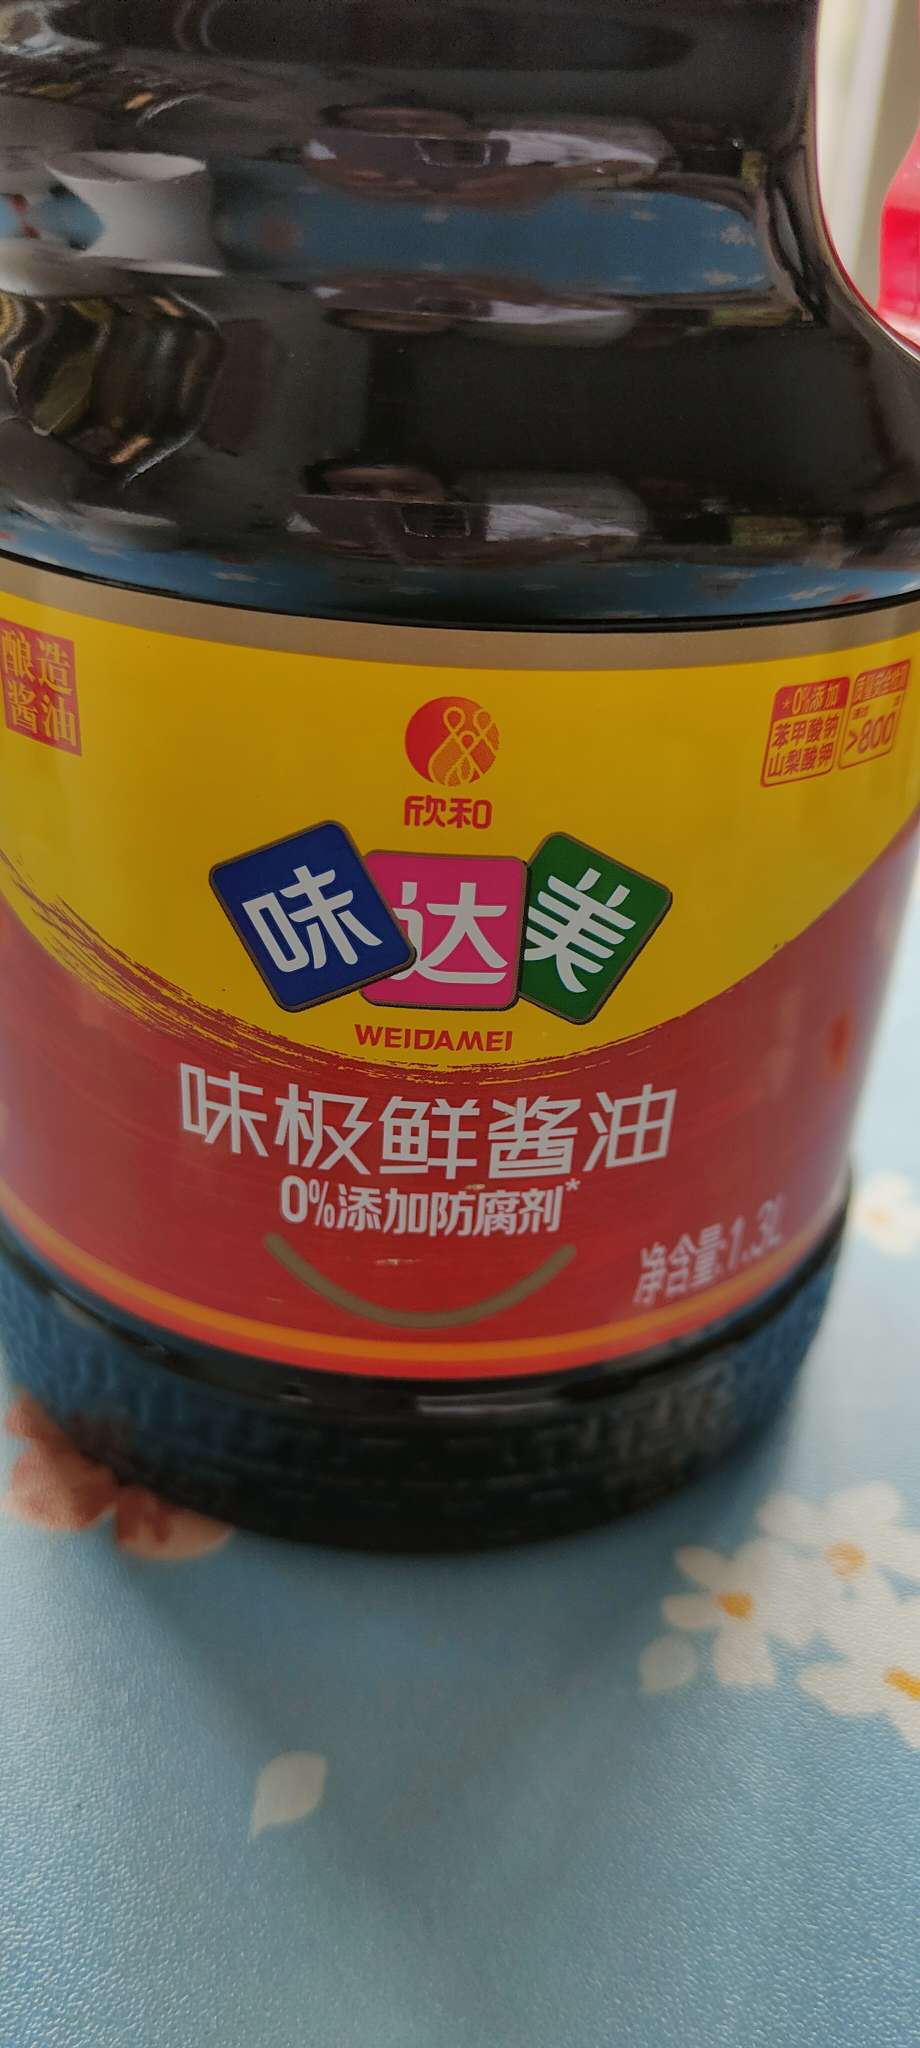 酿造
酱油
欣和
*0%添加
苯甲酸钠
山梨酸钾
>800
味达美
WEIDAMEI
味极鲜酱油
0%添加防腐剂*
净含量:1.3L